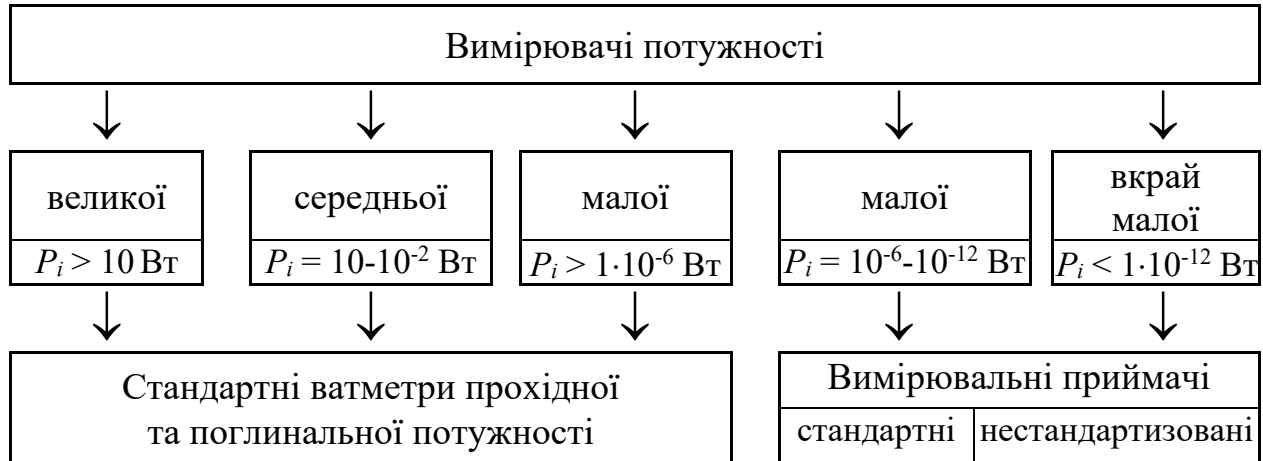 Вимірювачі потужності
великої
P_i > 10 Вт
середньої
P_i = 10-10⁻² Вт
малої
P_i > 1·10⁻⁶ Вт
малої
P_i = 10⁻⁶-10⁻¹² Вт
вкрай
малої
P_i < 1·10⁻¹² Вт
Стандартні ватметри прохідної
та поглинальної потужності
Вимірювальні приймачі
стандартні
нестандартизовані